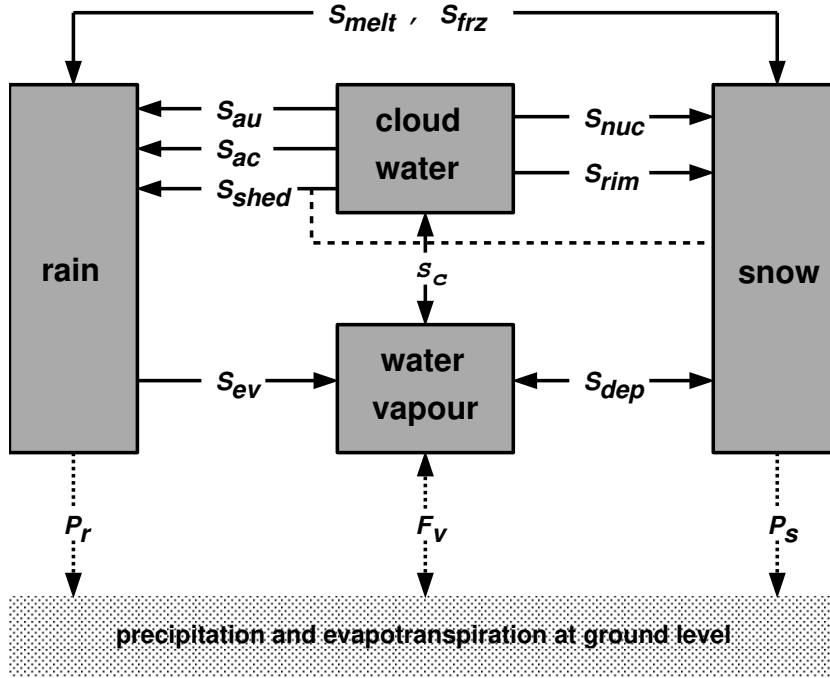 S_melt , S_frz
S_au
cloud
water
S_nuc
S_ac
S_rim
S_shed
rain
S_c
snow
S_ev
water
vapour
S_dep
P_r
F_v
P_s
precipitation and evapotranspiration at ground level